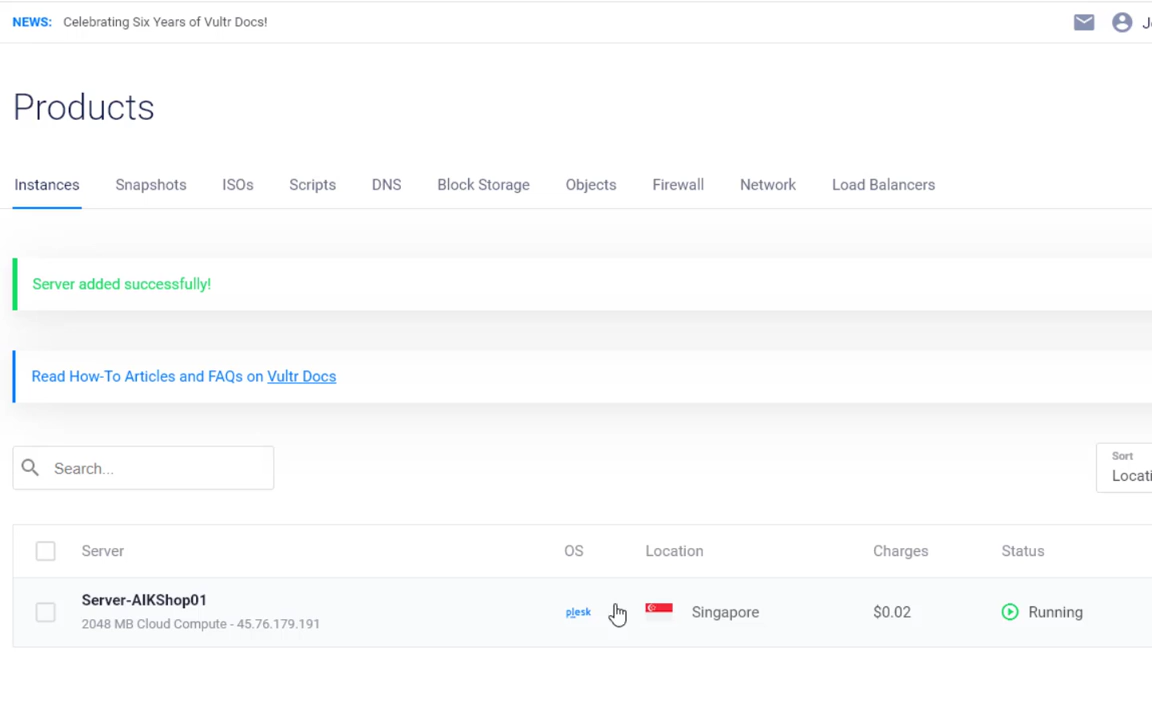 NEWS: Celebrating Six Years of Vultr Docs!
Products
Instances Snapshots ISOs Scripts DNS Block Storage Objects Firewall Network Load Balancers
Server added successfully!
Read How-To Articles and FAQs on Vultr Docs
Search...
Sort
Locati
Server OS Location Charges Status
Server-AIKShop01
2048 MB Cloud Compute - 45.76.179.191
plesk Singapore $0.02 Running